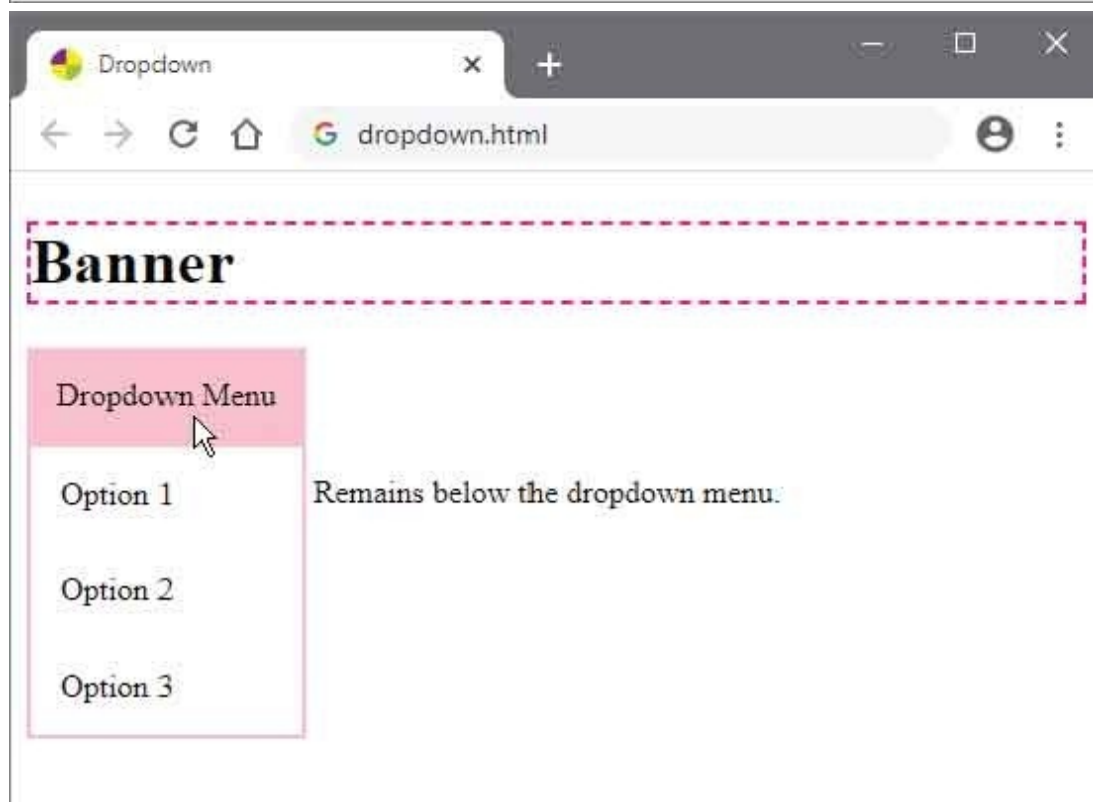 Dropdown
dropdown.html
Banner
Dropdown Menu
Option 1
Remains below the dropdown menu.
Option 2
Option 3